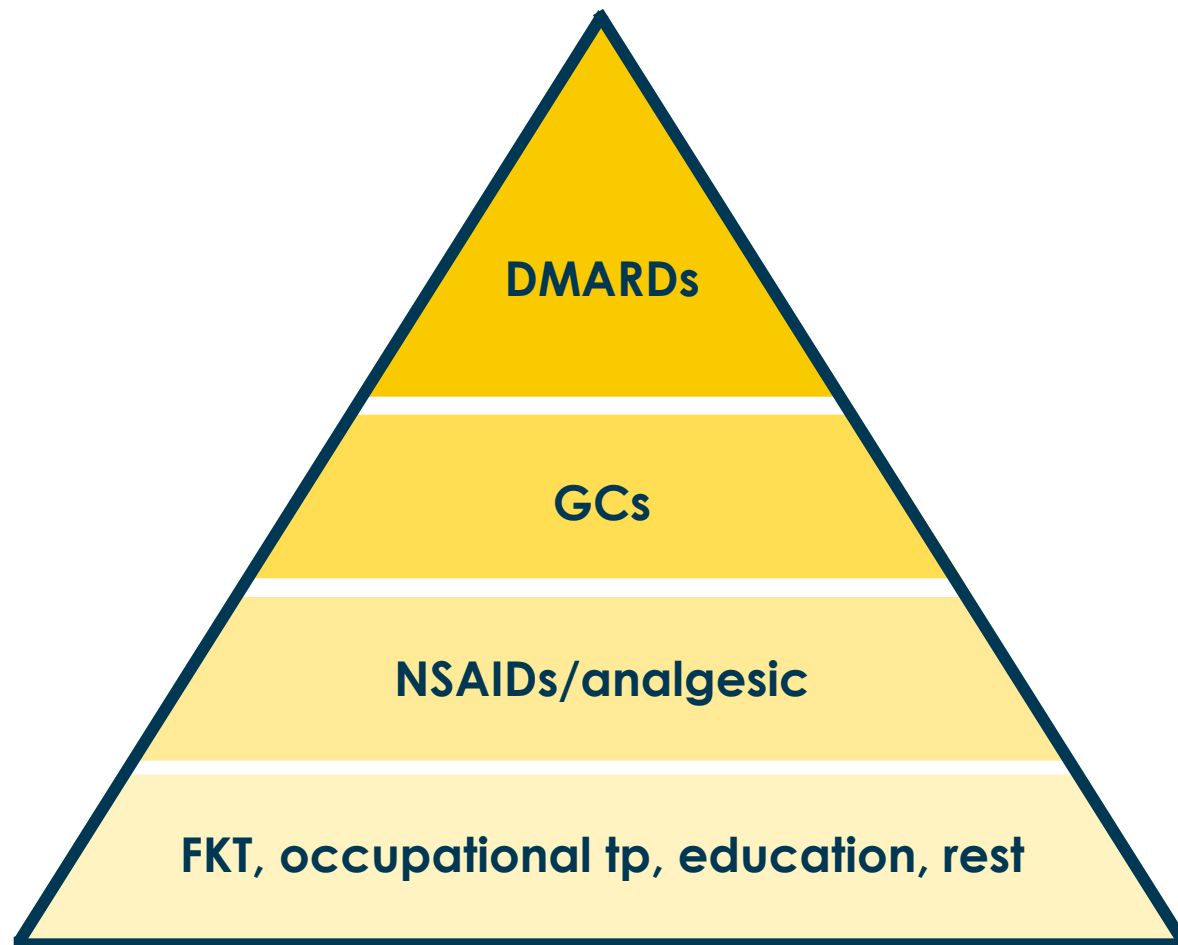 DMARDs
GCs
NSAIDs/analgesic
FKT, occupational tp, education, rest